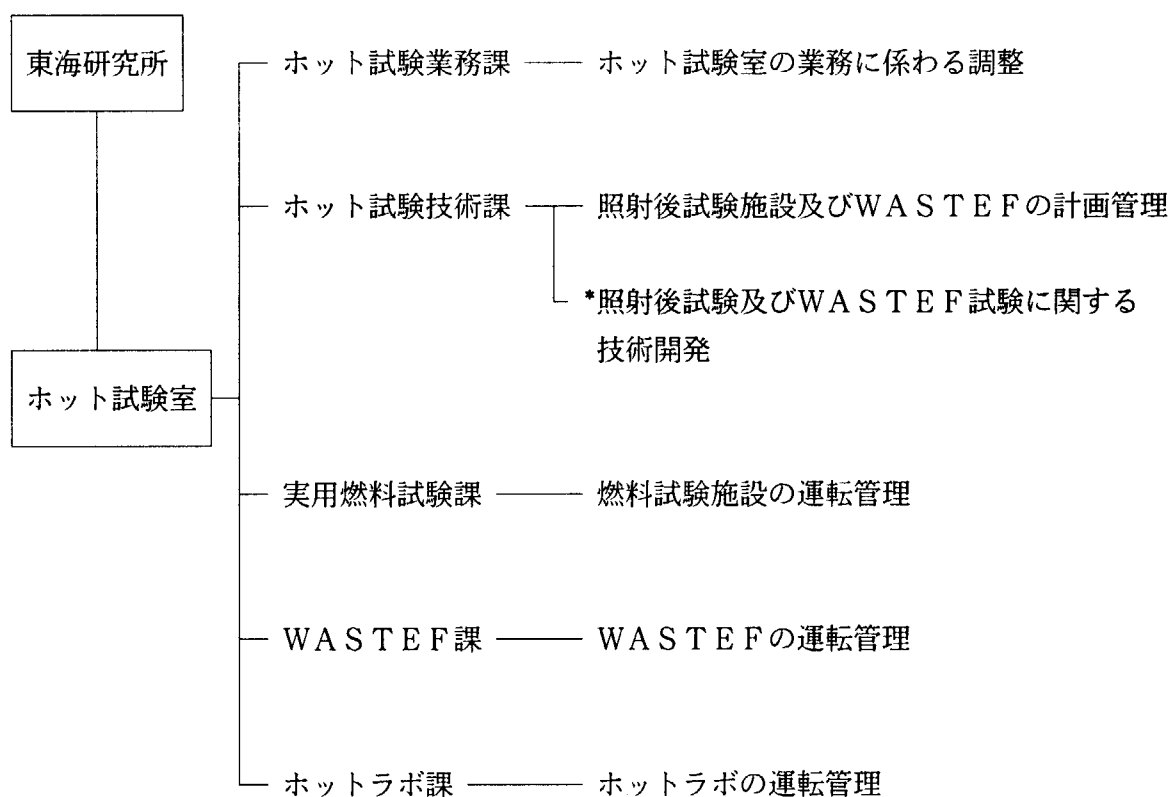 東海研究所
ホット試験業務課 ホット試験室の業務に係わる調整
ホット試験技術課 照射後試験施設及びＷＡＳＴＥＦの計画管理
*照射後試験及びＷＡＳＴＥＦ試験に関する
技術開発
ホット試験室
実用燃料試験課 燃料試験施設の運転管理
ＷＡＳＴＥＦ課 ＷＡＳＴＥＦの運転管理
ホットラボ課 ホットラボの運転管理